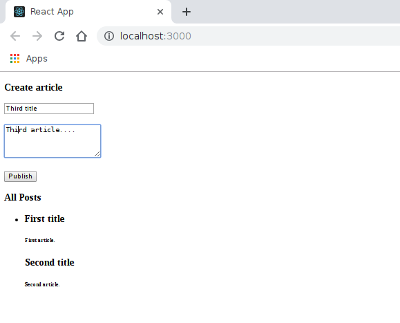 React App
localhost:3000
Apps
Create article
Third title
Third article....
Publish
All Posts
First title
First article.
Second title
Second article.